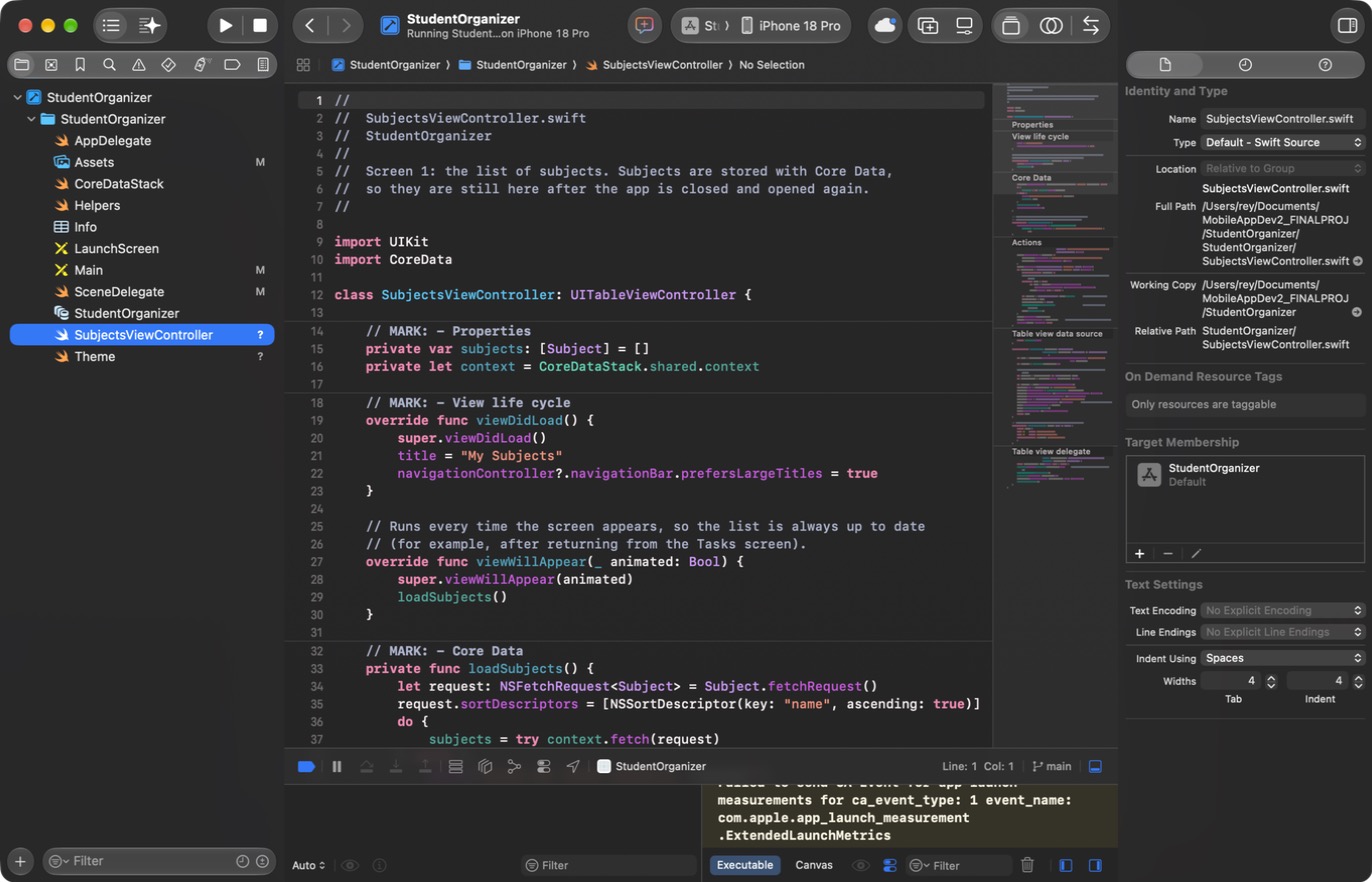 StudentOrganizer
Running Student...on iPhone 18 Pro
iPhone 18 Pro
StudentOrganizer
StudentOrganizer
AppDelegate
Assets M
CoreDataStack
Helpers
Info
LaunchScreen
Main M
SceneDelegate M
StudentOrganizer
SubjectsViewController ?
Theme ?
Filter
StudentOrganizer ⟩ StudentOrganizer ⟩ SubjectsViewController ⟩ No Selection
1 //
2 //  SubjectsViewController.swift
3 //  StudentOrganizer
4 //
5 //  Screen 1: the list of subjects. Subjects are stored with Core Data,
6 //  so they are still here after the app is closed and opened again.
7 //
8
9 import UIKit
10 import CoreData
11
12 class SubjectsViewController: UITableViewController {
13
14     // MARK: - Properties
15     private var subjects: [Subject] = []
16     private let context = CoreDataStack.shared.context
17
18     // MARK: - View life cycle
19     override func viewDidLoad() {
20         super.viewDidLoad()
21         title = "My Subjects"
22         navigationController?.navigationBar.prefersLargeTitles = true
23     }
24
25     // Runs every time the screen appears, so the list is always up to date
26     // (for example, after returning from the Tasks screen).
27     override func viewWillAppear(_ animated: Bool) {
28         super.viewWillAppear(animated)
29         loadSubjects()
30     }
31
32     // MARK: - Core Data
33     private func loadSubjects() {
34         let request: NSFetchRequest<Subject> = Subject.fetchRequest()
35         request.sortDescriptors = [NSSortDescriptor(key: "name", ascending: true)]
36         do {
37             subjects = try context.fetch(request)
Properties
View life cycle
Core Data
Actions
Table view data source
Table view delegate
StudentOrganizer
Line: 1 Col: 1
main
measurements for ca_event_type: 1 event_name:
com.apple.app_launch_measurement
.ExtendedLaunchMetrics
Auto
Filter
Executable Canvas
Filter
Identity and Type
Name SubjectsViewController.swift
Type Default - Swift Source
Location Relative to Group
SubjectsViewController.swift
Full Path /Users/rey/Documents/
MobileAppDev2_FINALPROJ
/StudentOrganizer/
StudentOrganizer/
SubjectsViewController.swift
Working Copy /Users/rey/Documents/
MobileAppDev2_FINALPROJ
/StudentOrganizer
Relative Path StudentOrganizer/
SubjectsViewController.swift
On Demand Resource Tags
Only resources are taggable
Target Membership
StudentOrganizer
Default
Text Settings
Text Encoding No Explicit Encoding
Line Endings No Explicit Line Endings
Indent Using Spaces
Widths 4 4
Tab Indent